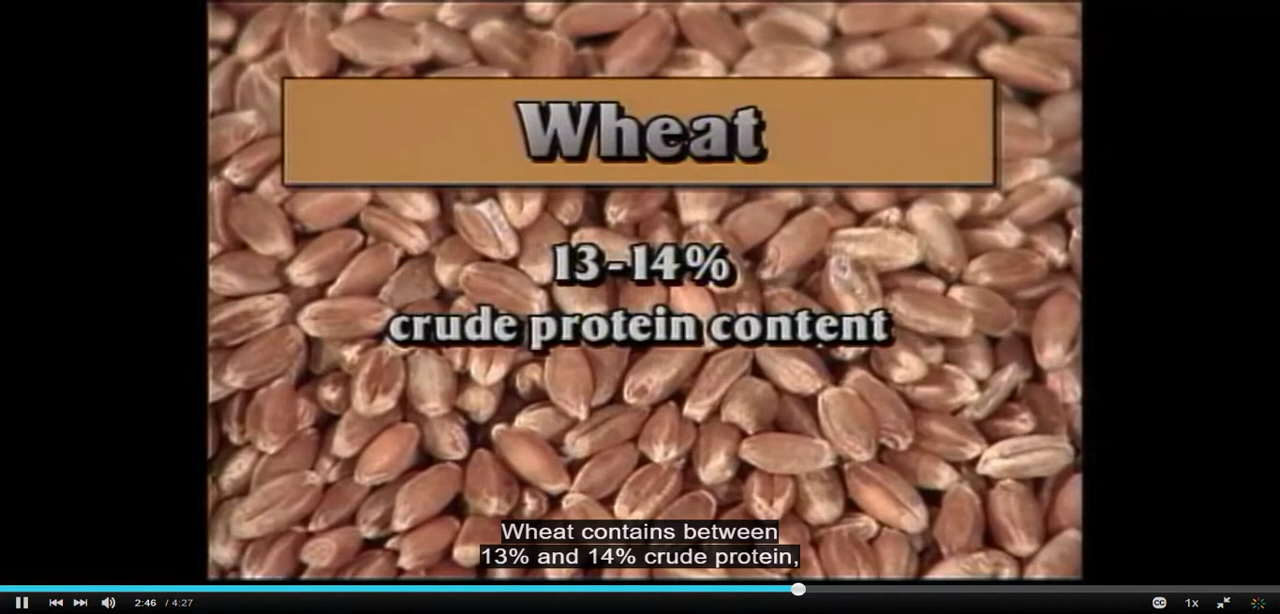 Wheat
13-14%
crude protein content
Wheat contains between
13% and 14% crude protein,
2:46 / 4:27
CC
1x